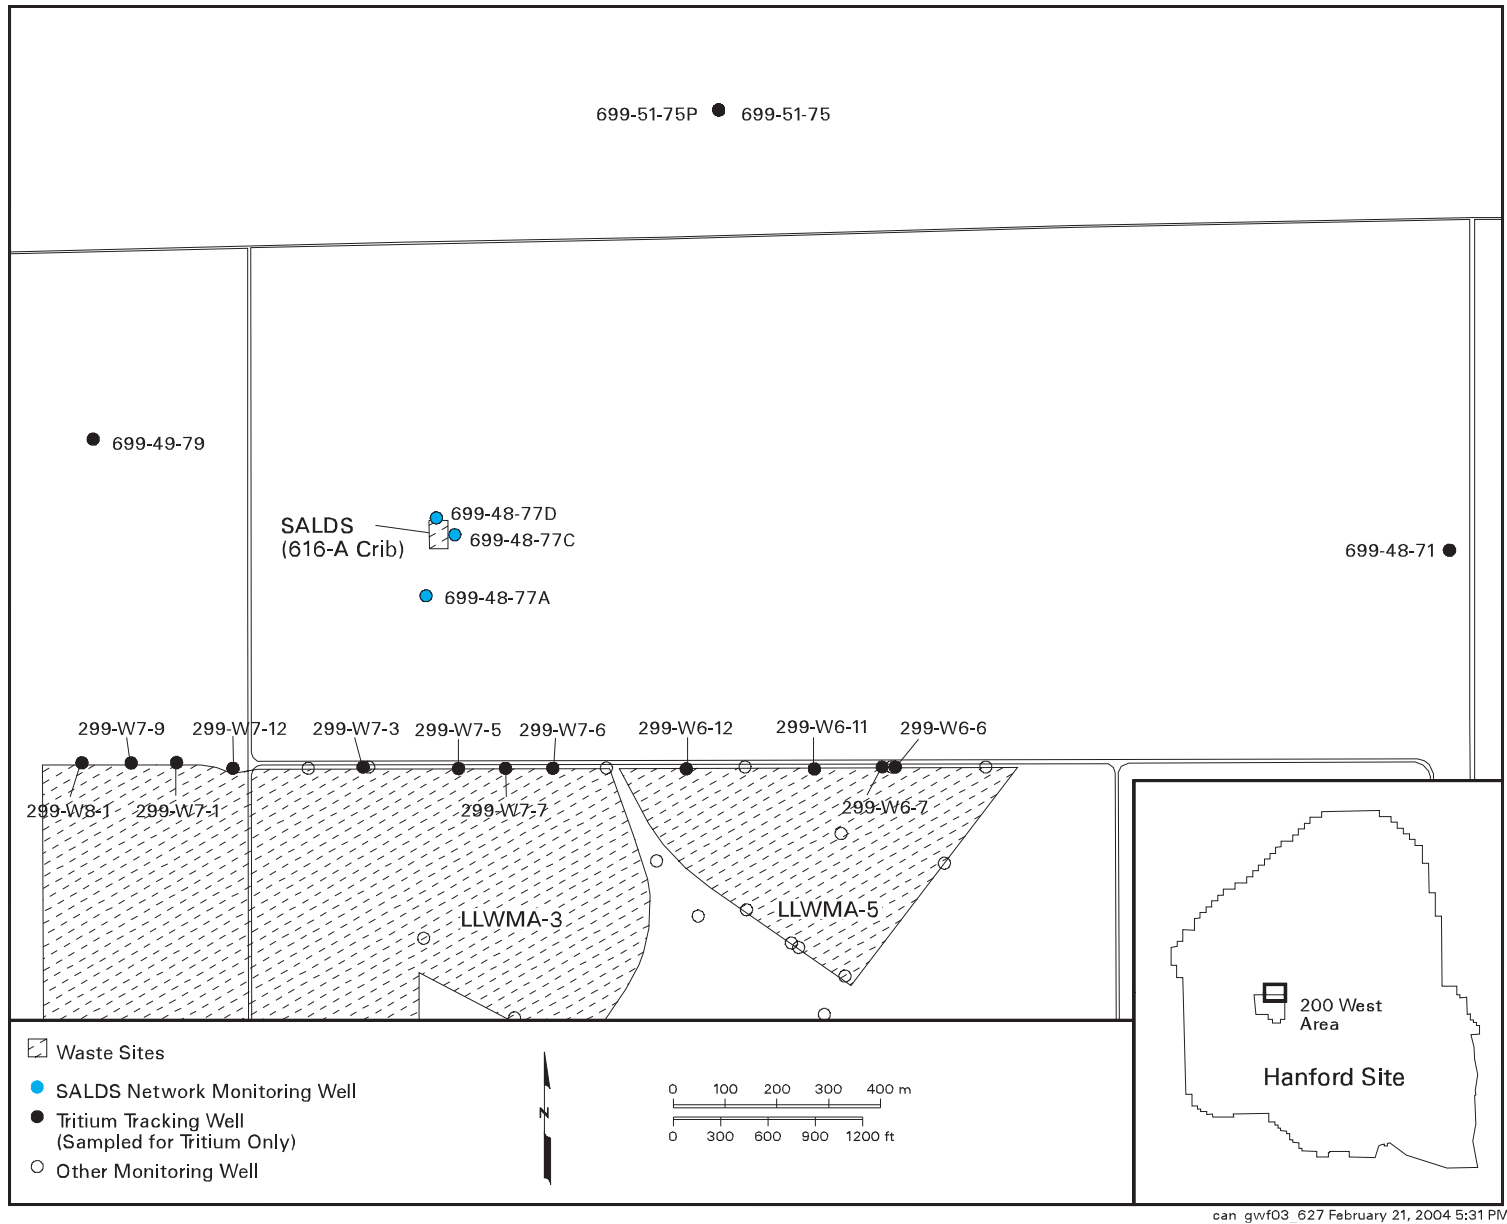 699-51-75P 699-51-75
699-49-79
SALDS
(616-A Crib)
699-48-77D
699-48-77C
699-48-77A
699-48-71
299-W7-9 299-W7-12 299-W7-3 299-W7-5 299-W7-6 299-W6-12 299-W6-11 299-W6-6
299-W8-1 299-W7-1 299-W7-7 299-W6-7
LLWMA-3 LLWMA-5
Waste Sites
SALDS Network Monitoring Well
Tritium Tracking Well
(Sampled for Tritium Only)
Other Monitoring Well
N
0 100 200 300 400 m
0 300 600 900 1200 ft
200 West
Area
Hanford Site
can_gwf03_627 February 21, 2004 5:31 PM